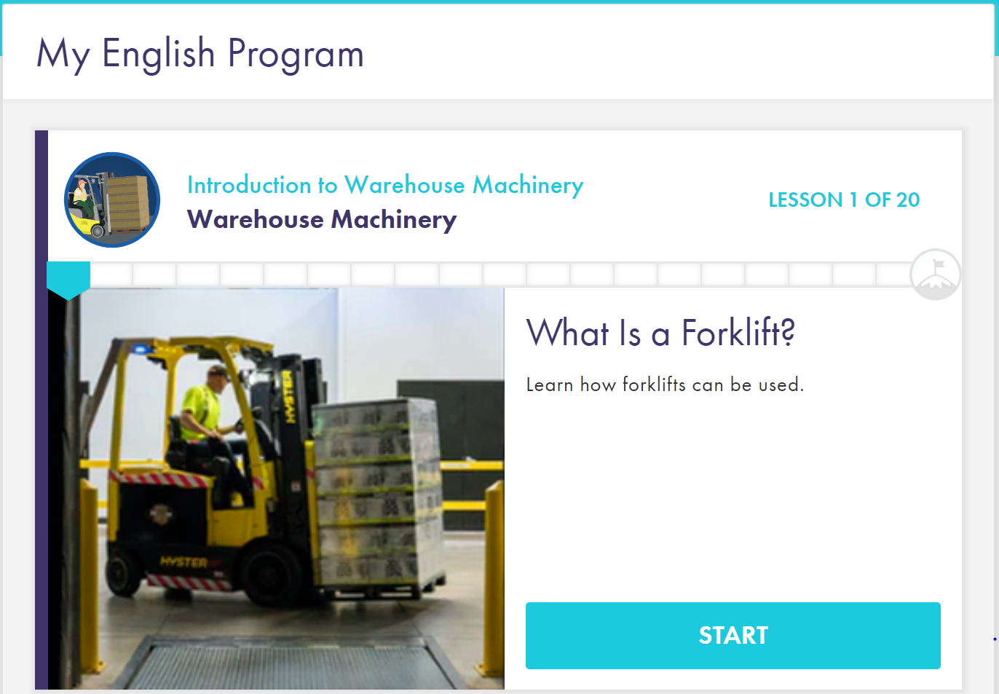 My English Program
Introduction to Warehouse Machinery
Warehouse Machinery
LESSON 1 OF 20
HYSTER
HYSTER
What Is a Forklift?
Learn how forklifts can be used.
START